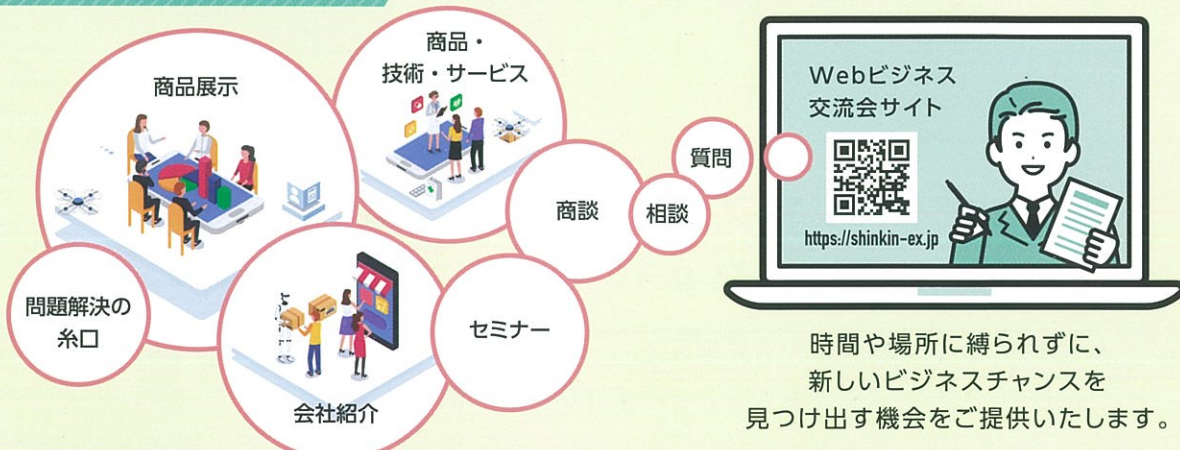 商品展示
商品・
技術・サービス
問題解決の
糸口
会社紹介
セミナー
商談
相談
質問
Webビジネス
交流会サイト
https://shinkin-ex.jp
時間や場所に縛られずに、
新しいビジネスチャンスを
見つけ出す機会をご提供いたします。